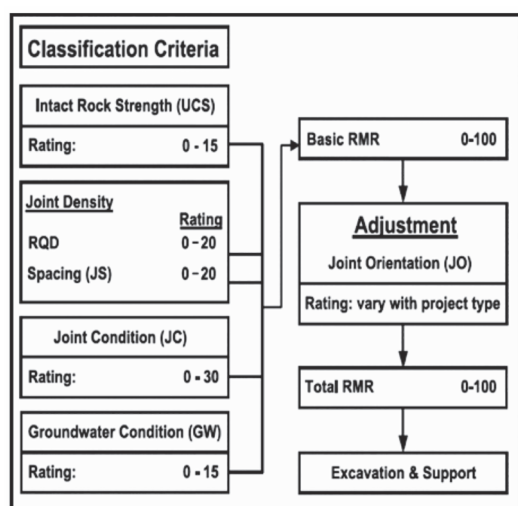 Classification Criteria
Intact Rock Strength (UCS)
Rating: 0 - 15
Joint Density
Rating
RQD 0 - 20
Spacing (JS) 0 - 20
Joint Condition (JC)
Rating: 0 - 30
Groundwater Condition (GW)
Rating: 0 - 15
Basic RMR 0-100
Adjustment
Joint Orientation (JO)
Rating: vary with project type
Total RMR 0-100
Excavation & Support